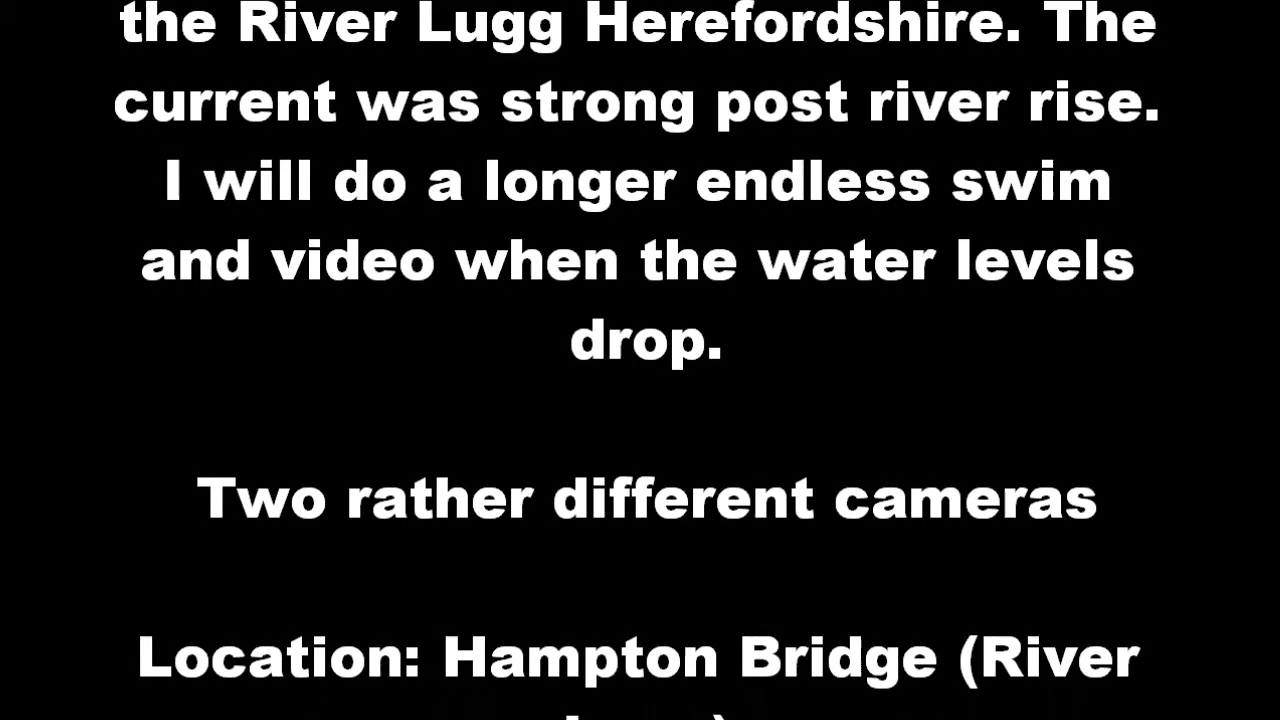 the River Lugg Herefordshire. The
current was strong post river rise.
I will do a longer endless swim
and video when the water levels
drop.
Two rather different cameras
Location: Hampton Bridge (River